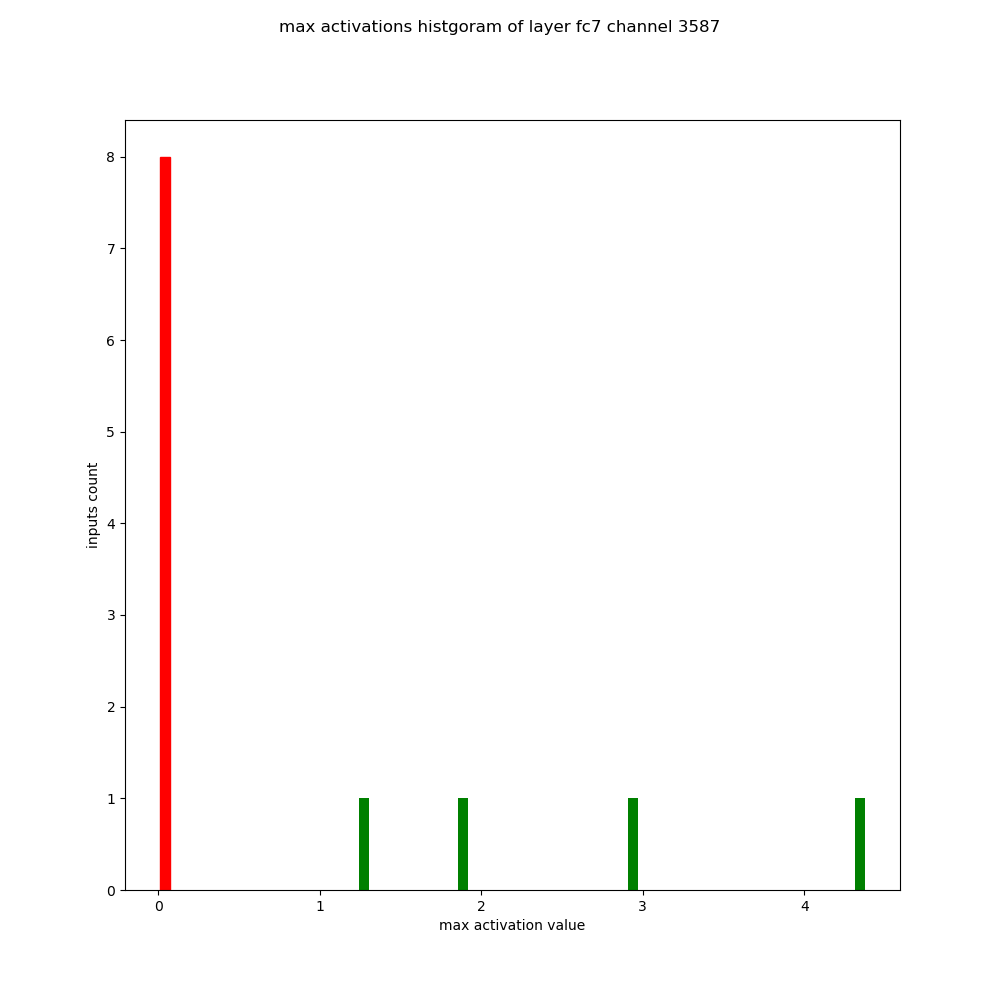 max activations histgoram of layer fc7 channel 3587
8
7
6
5
4
3
2
1
0
inputs count
0 1 2 3 4
max activation value